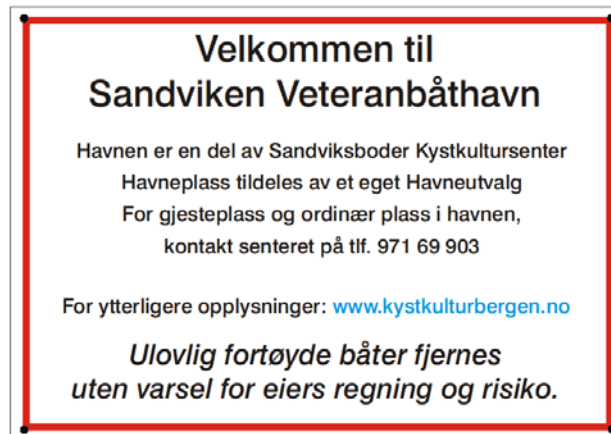 Velkommen til
Sandviken Veteranbåthavn
Havnen er en del av Sandviksboder Kystkultursenter
Havneplass tildeles av et eget Havneutvalg
For gjesteplass og ordinær plass i havnen,
kontakt senteret på tlf. 971 69 903
For ytterligere opplysninger: www.kystkulturbergen.no
Ulovlig fortøyde båter fjernes
uten varsel for eiers regning og risiko.